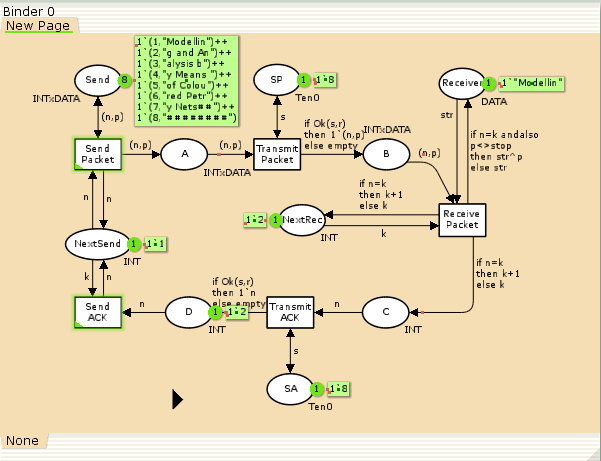 Binder 0
New Page
Send
8
1`(1,"Modellin")++
1`(2,"g and An")++
1`(3,"alysis b")++
1`(4,"y Means ")++
1`(5,"of Colou")++
1`(6,"red Petr")++
1`(7,"y Nets##")++
1`(8,"########")
INTxDATA
SP
1
1`8
Ten0
Receiver
1
1`"Modellin"
DATA
(n,p)
s
str
if n=k andalso
p<>stop
then str^p
else str
Send
Packet
(n,p)
A
INTxDATA
(n,p)
Transmit
Packet
if Ok(s,r)
then 1`(n,p)
else empty
INTxDATA
B
(n,p)
n
n
if n=k
then k+1
else k
1`2
1
NextRec
INT
k
Receive
Packet
NextSend
1
1`1
INT
k
n
if n=k
then k+1
else k
Send
ACK
n
D
1
1`2
INT
if Ok(s,r)
then 1`n
else empty
Transmit
ACK
n
C
INT
s
SA
1
1`8
Ten0
None